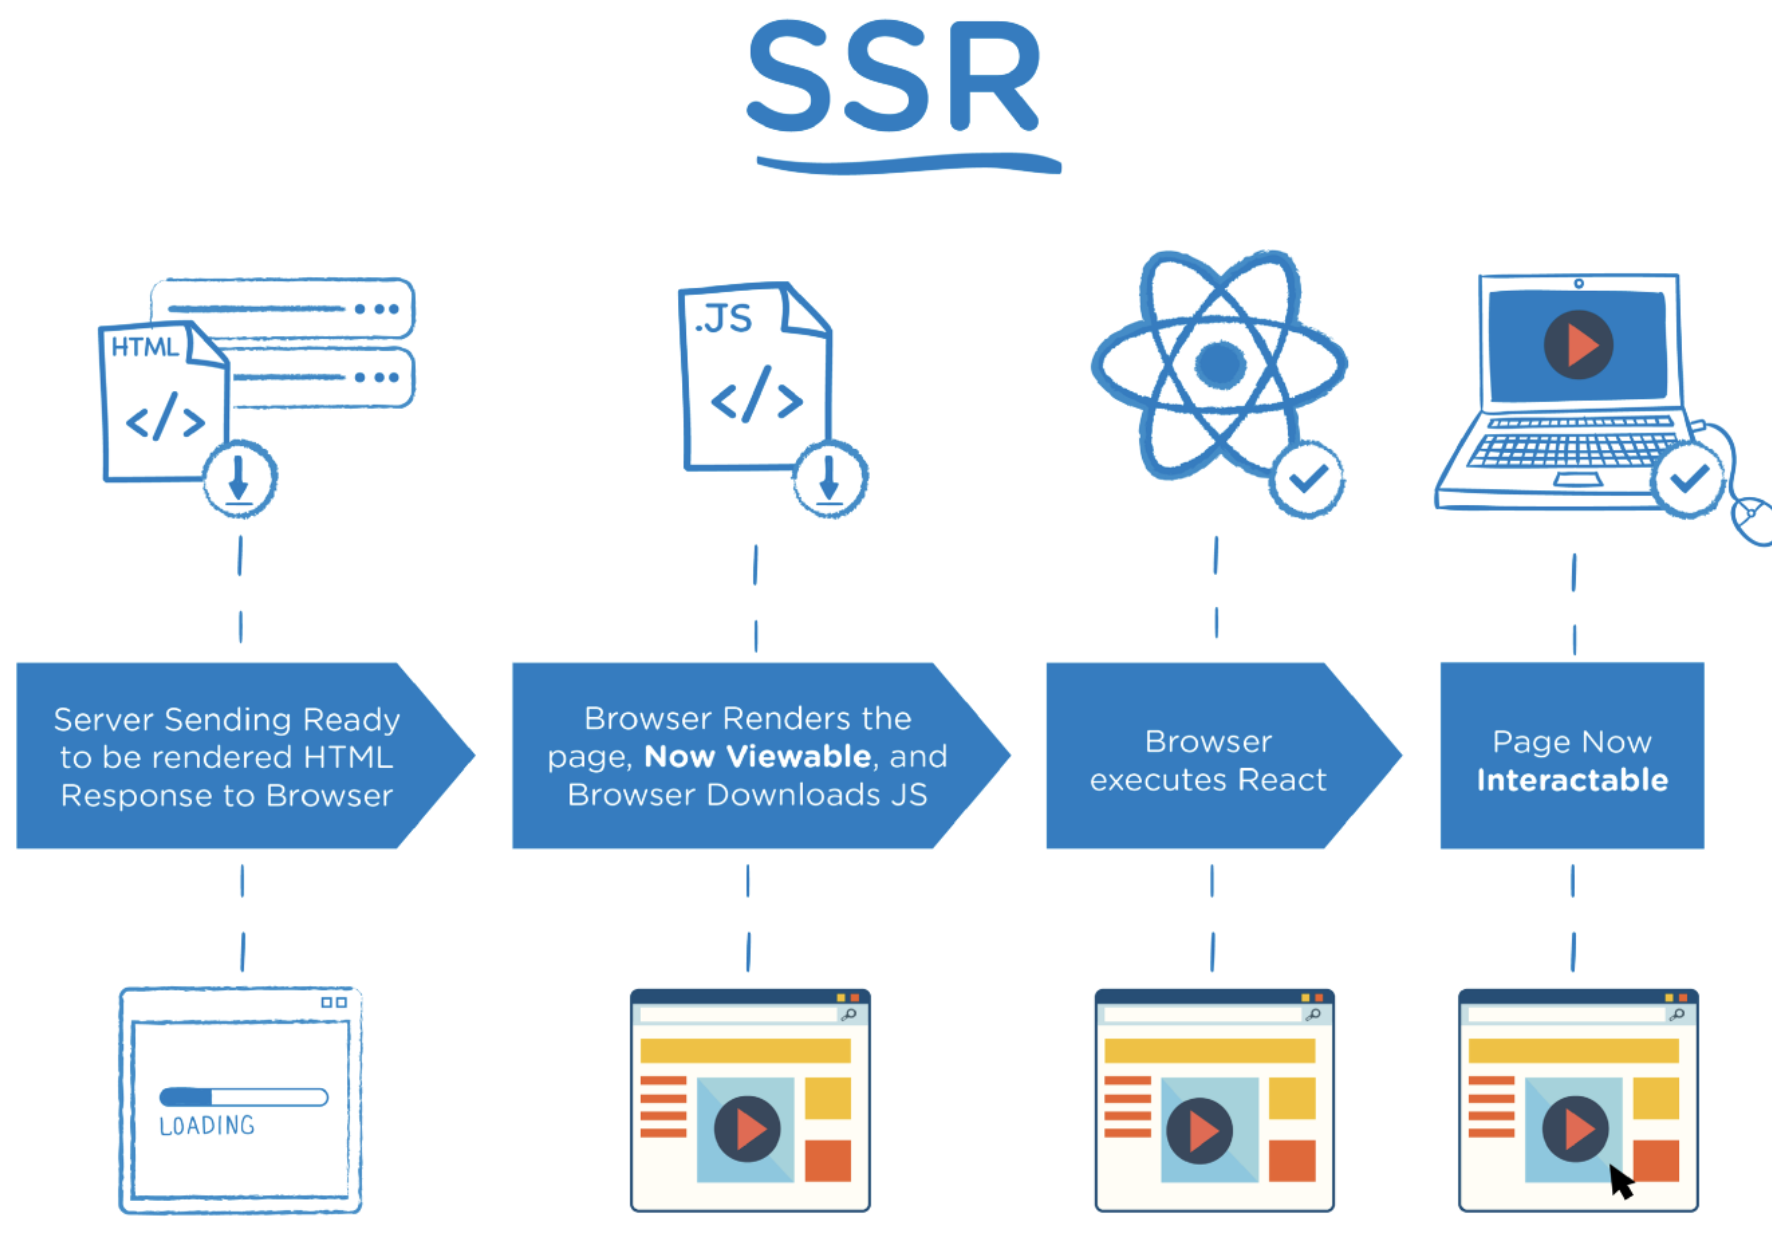 SSR
HTML
</>
.JS
</>
Server Sending Ready
to be rendered HTML
Response to Browser
Browser Renders the
page, Now Viewable, and
Browser Downloads JS
Browser
executes React
Page Now
Interactable
LOADING